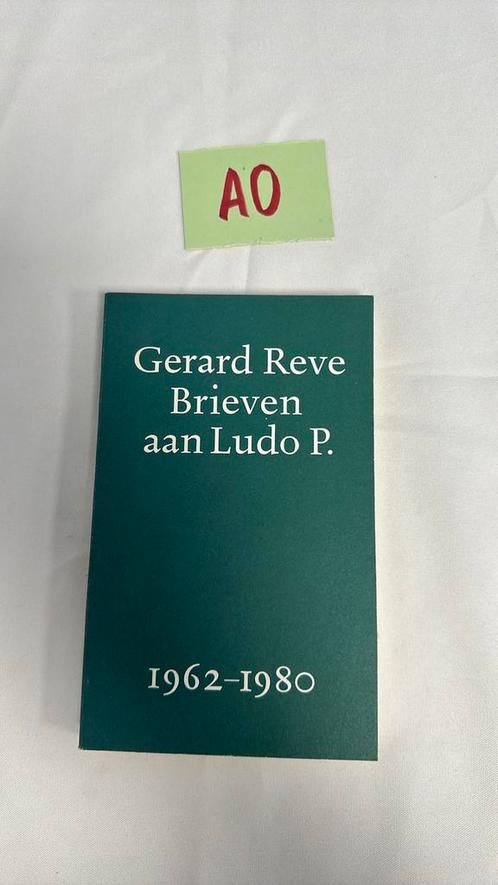 AO
Gerard Reve
Brieven
aan Ludo P.
1962–1980